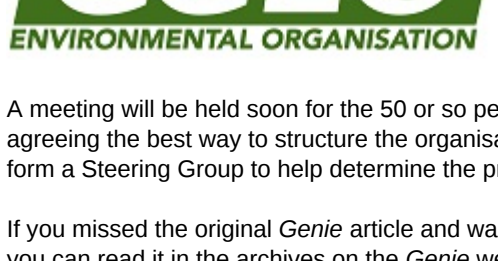 ENVIRONMENTAL ORGANISATION
A meeting will be held soon for the 50 or so
agreeing the best way to structure the
form a Steering Group to help determine the
If you missed the original Genie article and
you can read it in the archives on the Genie